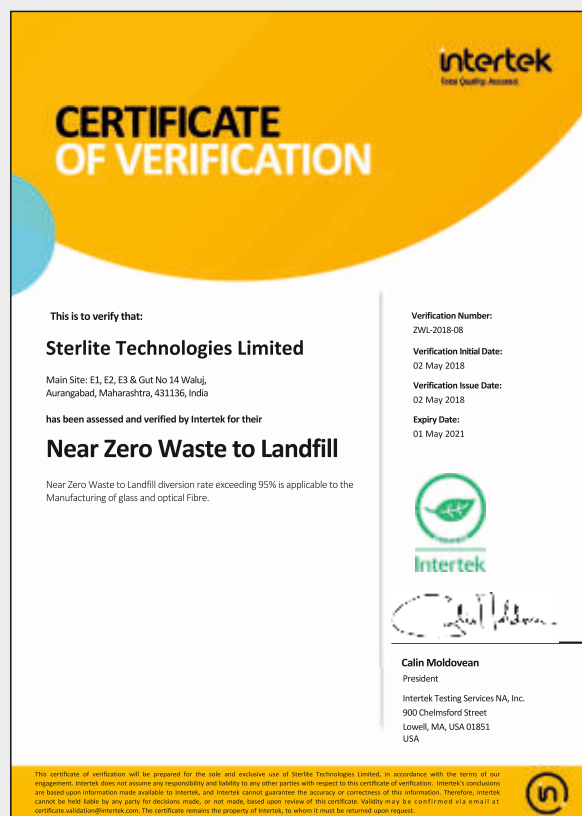 intertek
Total Quality. Assured.
CERTIFICATE
OF VERIFICATION
This is to verify that:
Sterlite Technologies Limited
Main Site: E1, E2, E3 & Gut No 14 Waluj,
Aurangabad, Maharashtra, 431136, India
has been assessed and verified by Intertek for their
Near Zero Waste to Landfill
Near Zero Waste to Landfill diversion rate exceeding 95% is applicable to the
Manufacturing of glass and optical Fibre.
Verification Number:
ZWL-2018-08
Verification Initial Date:
02 May 2018
Verification Issue Date:
02 May 2018
Expiry Date:
01 May 2021
Intertek
Calin Moldovean
Calin Moldovean
President
Intertek Testing Services NA, Inc.
900 Chelmsford Street
Lowell, MA, USA 01851
USA
This certificate of verification will be prepared for the sole and exclusive use of Sterlite Technologies Limited, in accordance with the terms of our
engagement. Intertek does not assume any responsibility and liability to any other parties with respect to this certificate of verification. Intertek's conclusions
are based upon information made available to Intertek, and Intertek cannot guarantee the accuracy or correctness of this information. Therefore, Intertek
cannot be held liable by any party for decisions made, or not made, based upon review of this certificate. Validity may be confirmed via email at
certificate.validation@intertek.com. The certificate remains the property of Intertek, to whom it must be returned upon request.
in